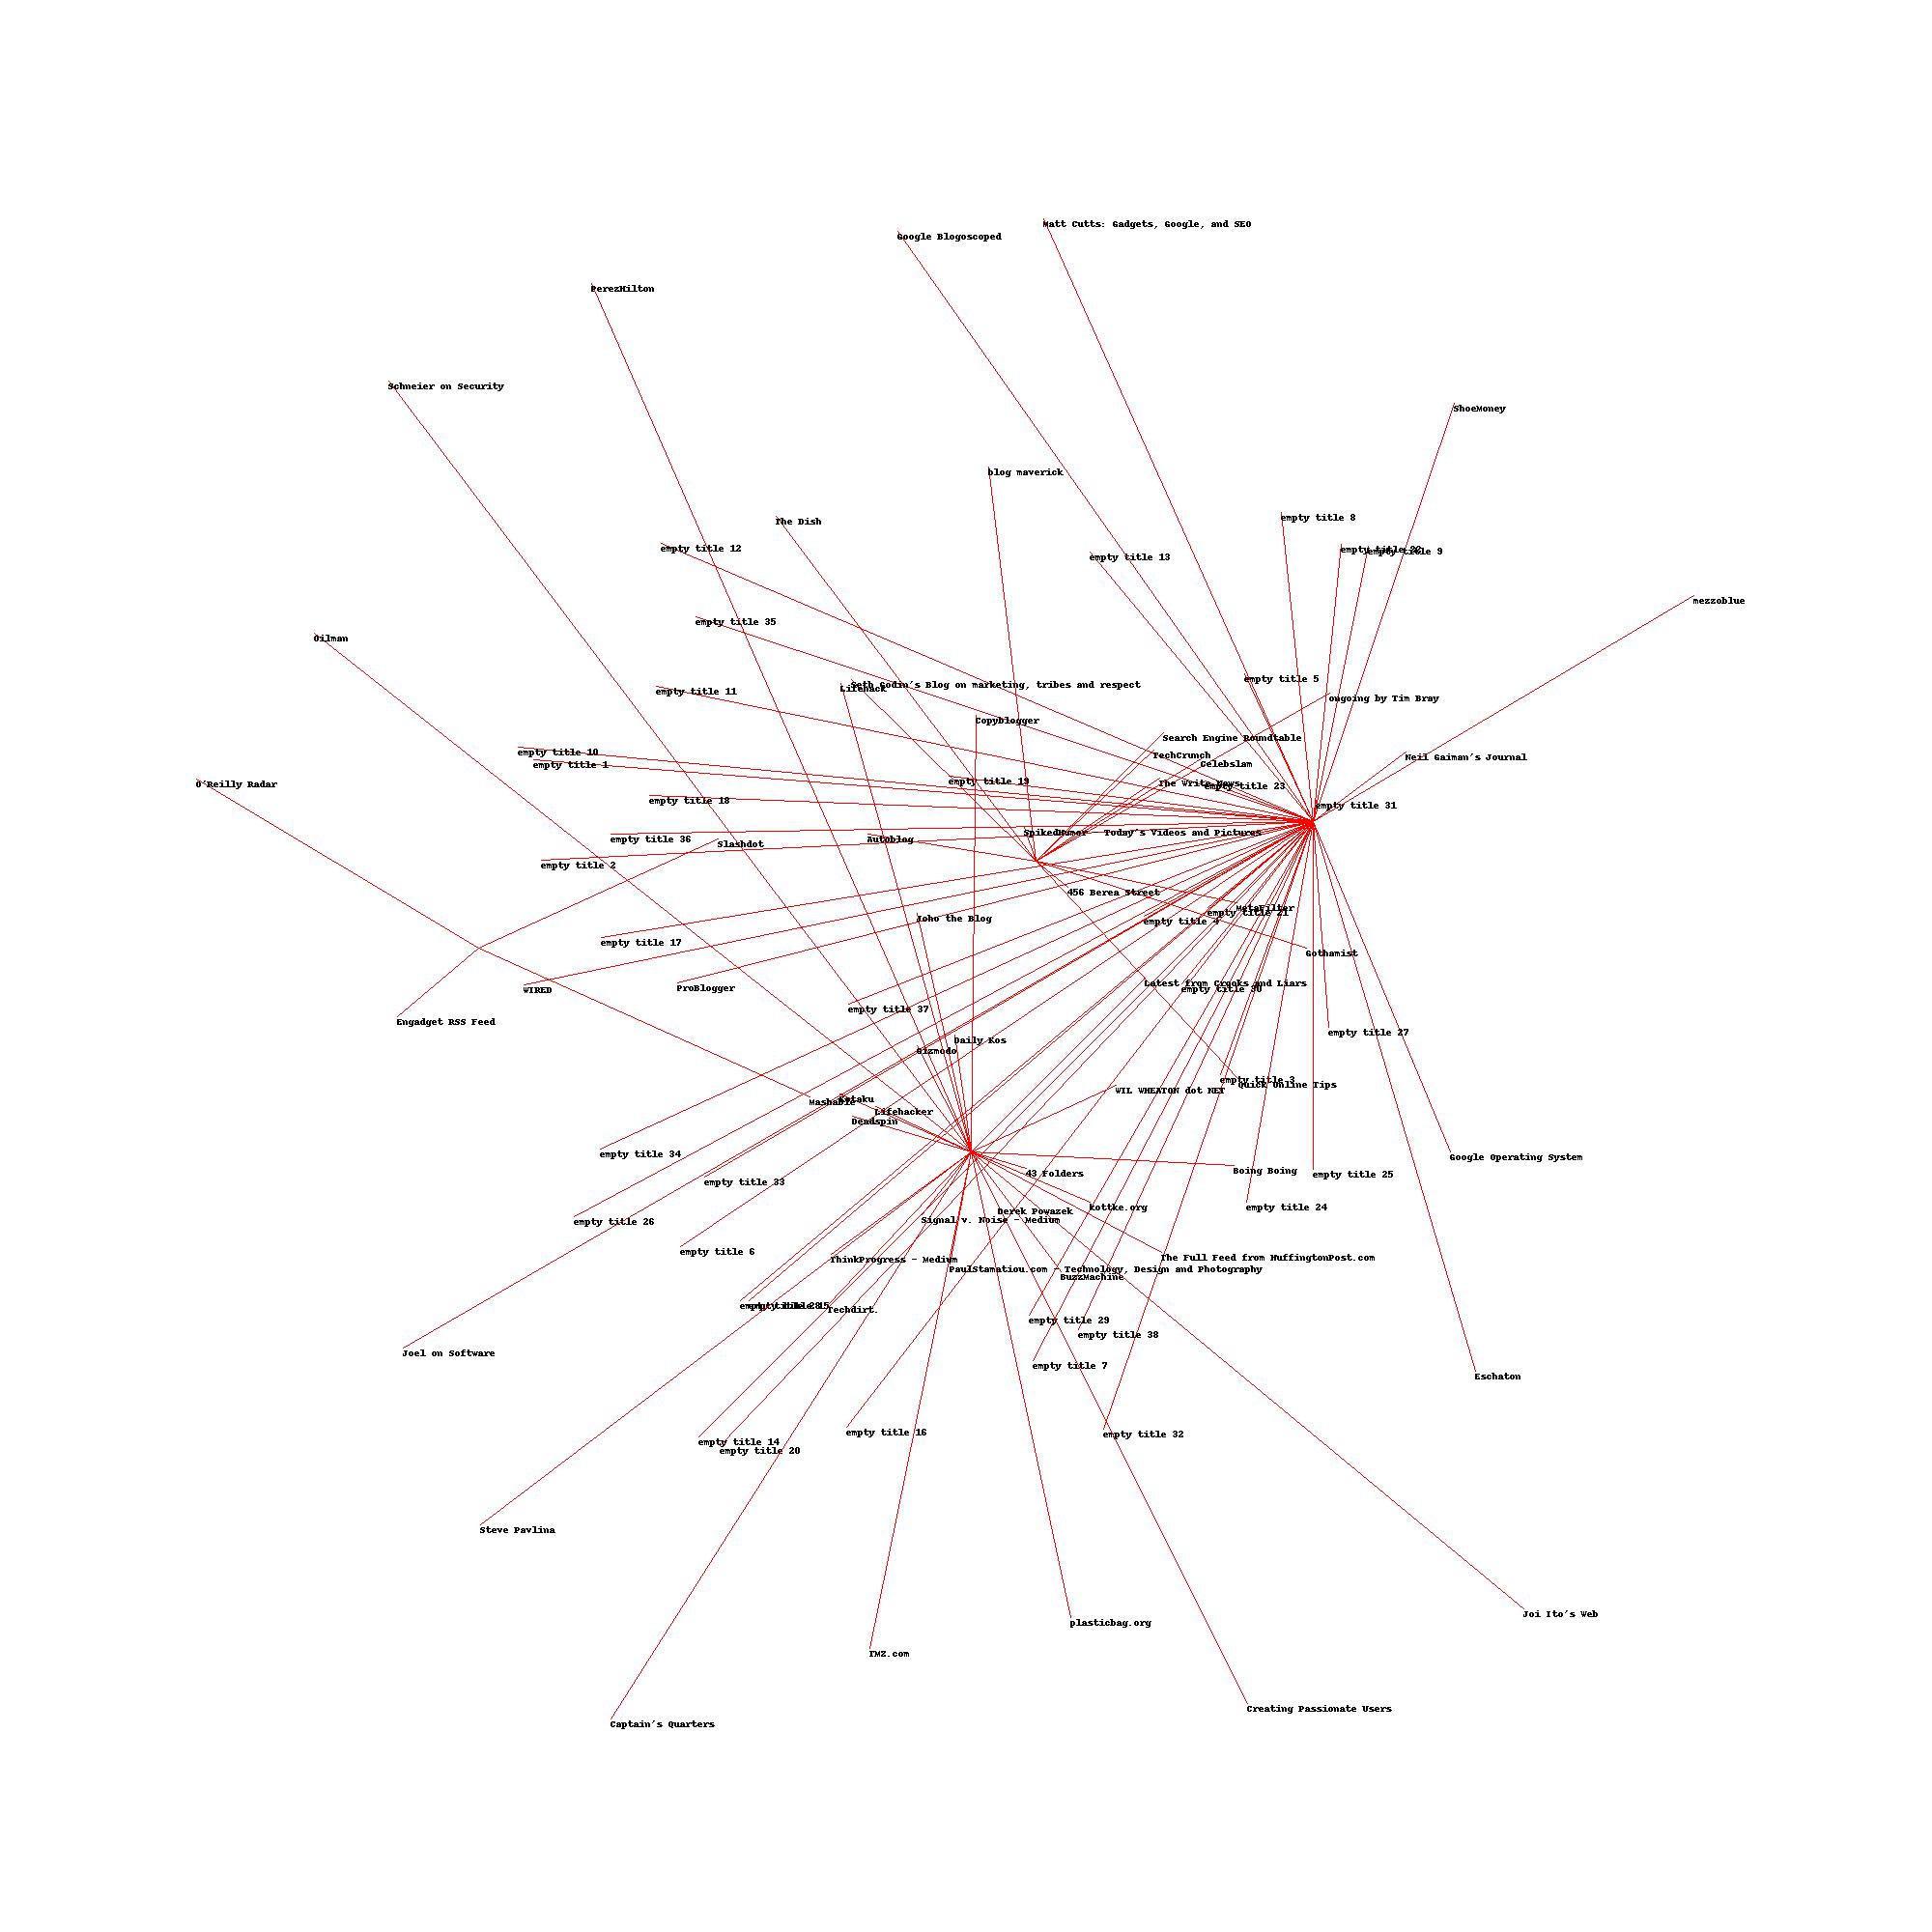 Matt Cutts: Gadgets, Google, and SEO
Google Blogoscoped
PerezHilton
Schneier on Security
ShoeMoney
blog maverick
The Dish
empty title 8
empty title 12
empty title 22
empty title 9
empty title 13
mezzoblue
empty title 35
Oilman
empty title 5
Seth Godin's Blog on marketing, tribes and respect
Lifehack
empty title 11
ongoing by Tim Bray
Copyblogger
Search Engine Roundtable
empty title 10
TechCrunch
Neil Gaiman's Journal
empty title 1
Celebslam
empty title 19
The Write News
O'Reilly Radar
empty title 23
empty title 18
empty title 31
SpikedHumor - Today's Videos and Pictures
empty title 36
Autoblog
Slashdot
empty title 2
456 Berea Street
MetaFilter
empty title 21
Joho the Blog
empty title 4
empty title 17
Gothamist
Latest from Crooks and Liars
ProBlogger
empty title 30
WIRED
empty title 37
Engadget RSS Feed
empty title 27
Daily Kos
Gizmodo
empty title 3
Quick Online Tips
WIL WHEATON dot NET
Kotaku
Mashable
Lifehacker
Deadspin
empty title 34
Google Operating System
Boing Boing
43 Folders
empty title 25
empty title 33
kottke.org
empty title 24
Derek Powazek
Signal v. Noise - Medium
empty title 26
empty title 6
The Full Feed from HuffingtonPost.com
ThinkProgress - Medium
PaulStamatiou.com - Technology, Design and Photography
BuzzMachine
empty title 28
empty title 15
Techdirt.
empty title 29
empty title 38
Joel on Software
empty title 7
Eschaton
empty title 16
empty title 32
empty title 14
empty title 20
Steve Pavlina
Joi Ito's Web
plasticbag.org
TMZ.com
Creating Passionate Users
Captain's Quarters